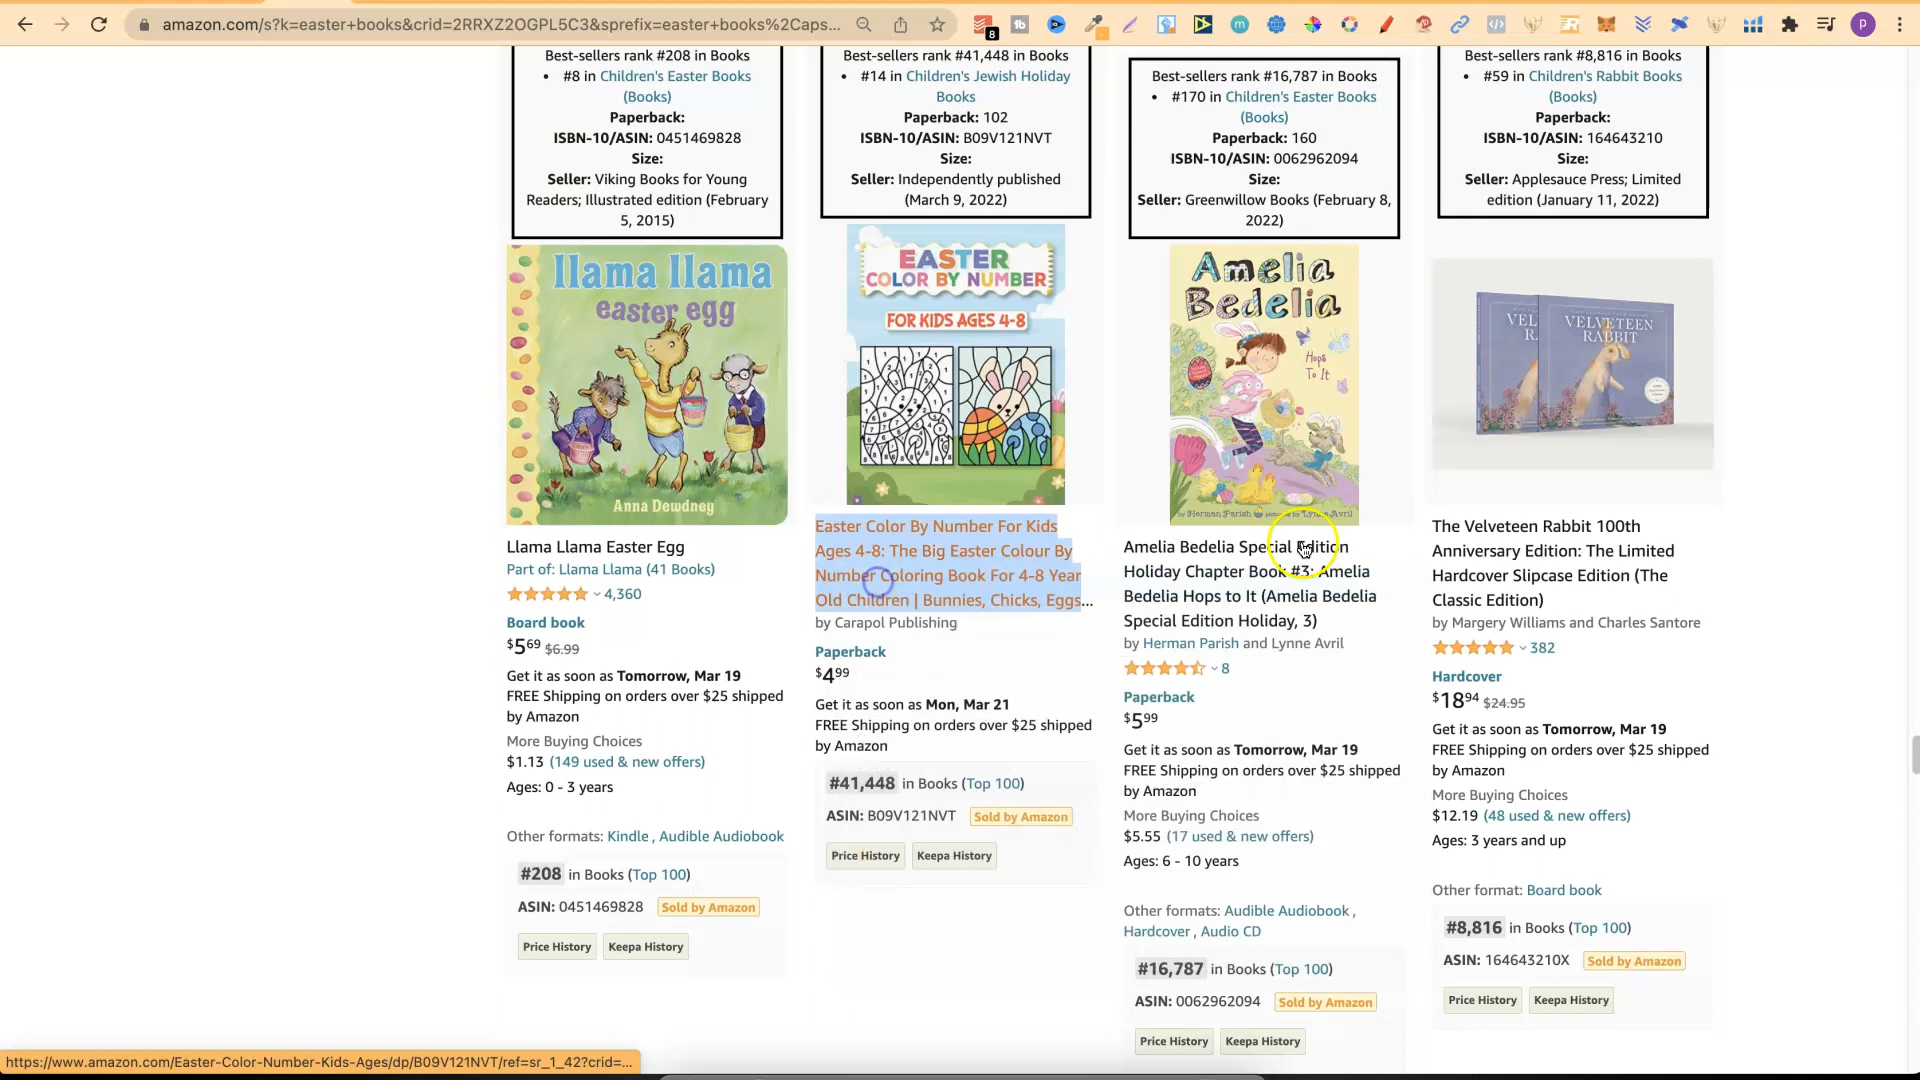 amazon.com/s?k=easter+books&crid=2RRXZ2OGPL5C3&sprefix=easter+books%2Caps...
8
P
Best-sellers rank #208 in Books
• #8 in Children's Easter Books
(Books)
Paperback:
ISBN-10/ASIN: 0451469828
Size:
Seller: Viking Books for Young
Readers; Illustrated edition (February
5, 2015)
llama llama
easter egg
Anna Dewdney
Llama Llama Easter Egg
Part of: Llama Llama (41 Books)
4,360
Board book
$5 69 $6.99
Get it as soon as Tomorrow, Mar 19
FREE Shipping on orders over $25 shipped
by Amazon
More Buying Choices
$1.13 (149 used & new offers)
Ages: 0 - 3 years
Other formats: Kindle , Audible Audiobook
#208 in Books (Top 100)
ASIN: 0451469828 Sold by Amazon
Price History Keepa History
Best-sellers rank #41,448 in Books
• #14 in Children's Jewish Holiday
Books
Paperback: 102
ISBN-10/ASIN: B09V121NVT
Size:
Seller: Independently published
(March 9, 2022)
EASTER
COLOR BY NUMBER
FOR KIDS AGES 4-8
Easter Color By Number For Kids
Ages 4-8: The Big Easter Colour By
Number Coloring Book For 4-8 Year
Old Children | Bunnies, Chicks, Eggs...
by Carapol Publishing
Paperback
$4 99
Get it as soon as Mon, Mar 21
FREE Shipping on orders over $25 shipped
by Amazon
#41,448 in Books (Top 100)
ASIN: B09V121NVT Sold by Amazon
Price History Keepa History
Best-sellers rank #16,787 in Books
• #170 in Children's Easter Books
(Books)
Paperback: 160
ISBN-10/ASIN: 0062962094
Size:
Seller: Greenwillow Books (February 8,
2022)
Amelia
Bedelia
Hops
To It
by Herman Parish pictures by Lynne Avril
Amelia Bedelia Special Edition
Holiday Chapter Book #3: Amelia
Bedelia Hops to It (Amelia Bedelia
Special Edition Holiday, 3)
by Herman Parish and Lynne Avril
8
Paperback
$5 99
Get it as soon as Tomorrow, Mar 19
FREE Shipping on orders over $25 shipped
by Amazon
More Buying Choices
$5.55 (17 used & new offers)
Ages: 6 - 10 years
Other formats: Audible Audiobook ,
Hardcover , Audio CD
#16,787 in Books (Top 100)
ASIN: 0062962094 Sold by Amazon
Price History Keepa History
Best-sellers rank #8,816 in Books
• #59 in Children's Rabbit Books
(Books)
Paperback:
ISBN-10/ASIN: 164643210
Size:
Seller: Applesauce Press; Limited
edition (January 11, 2022)
VELVETEEN
RABBIT
The Velveteen Rabbit 100th
Anniversary Edition: The Limited
Hardcover Slipcase Edition (The
Classic Edition)
by Margery Williams and Charles Santore
382
Hardcover
$18 94 $24.95
Get it as soon as Tomorrow, Mar 19
FREE Shipping on orders over $25 shipped
by Amazon
More Buying Choices
$12.19 (48 used & new offers)
Ages: 3 years and up
Other format: Board book
#8,816 in Books (Top 100)
ASIN: 164643210X Sold by Amazon
Price History Keepa History
https://www.amazon.com/Easter-Color-Number-Kids-Ages/dp/B09V121NVT/ref=sr_1_42?crid=...